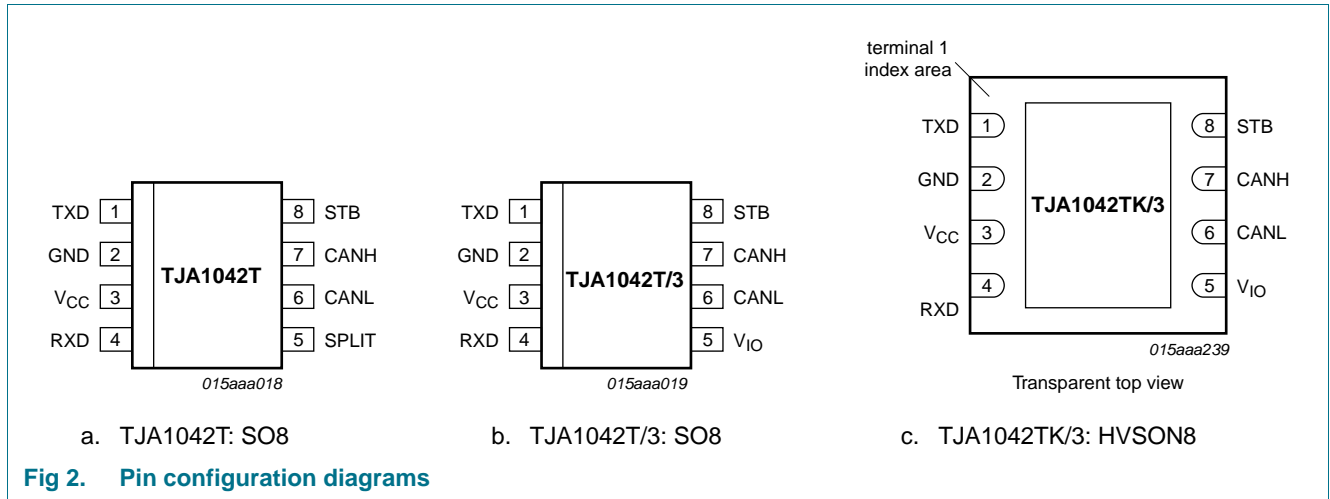 TXD 1 8 STB
GND 2 7 CANH
VCC 3 6 CANL
RXD 4 5 SPLIT
TJA1042T
015aaa018
a. TJA1042T: SO8
TXD 1 8 STB
GND 2 7 CANH
VCC 3 6 CANL
RXD 4 5 VIO
TJA1042T/3
015aaa019
b. TJA1042T/3: SO8
terminal 1
index area
TXD 1 8 STB
GND 2 7 CANH
VCC 3 6 CANL
RXD 4 5 VIO
TJA1042TK/3
015aaa239
Transparent top view
c. TJA1042TK/3: HVSON8
Fig 2. Pin configuration diagrams